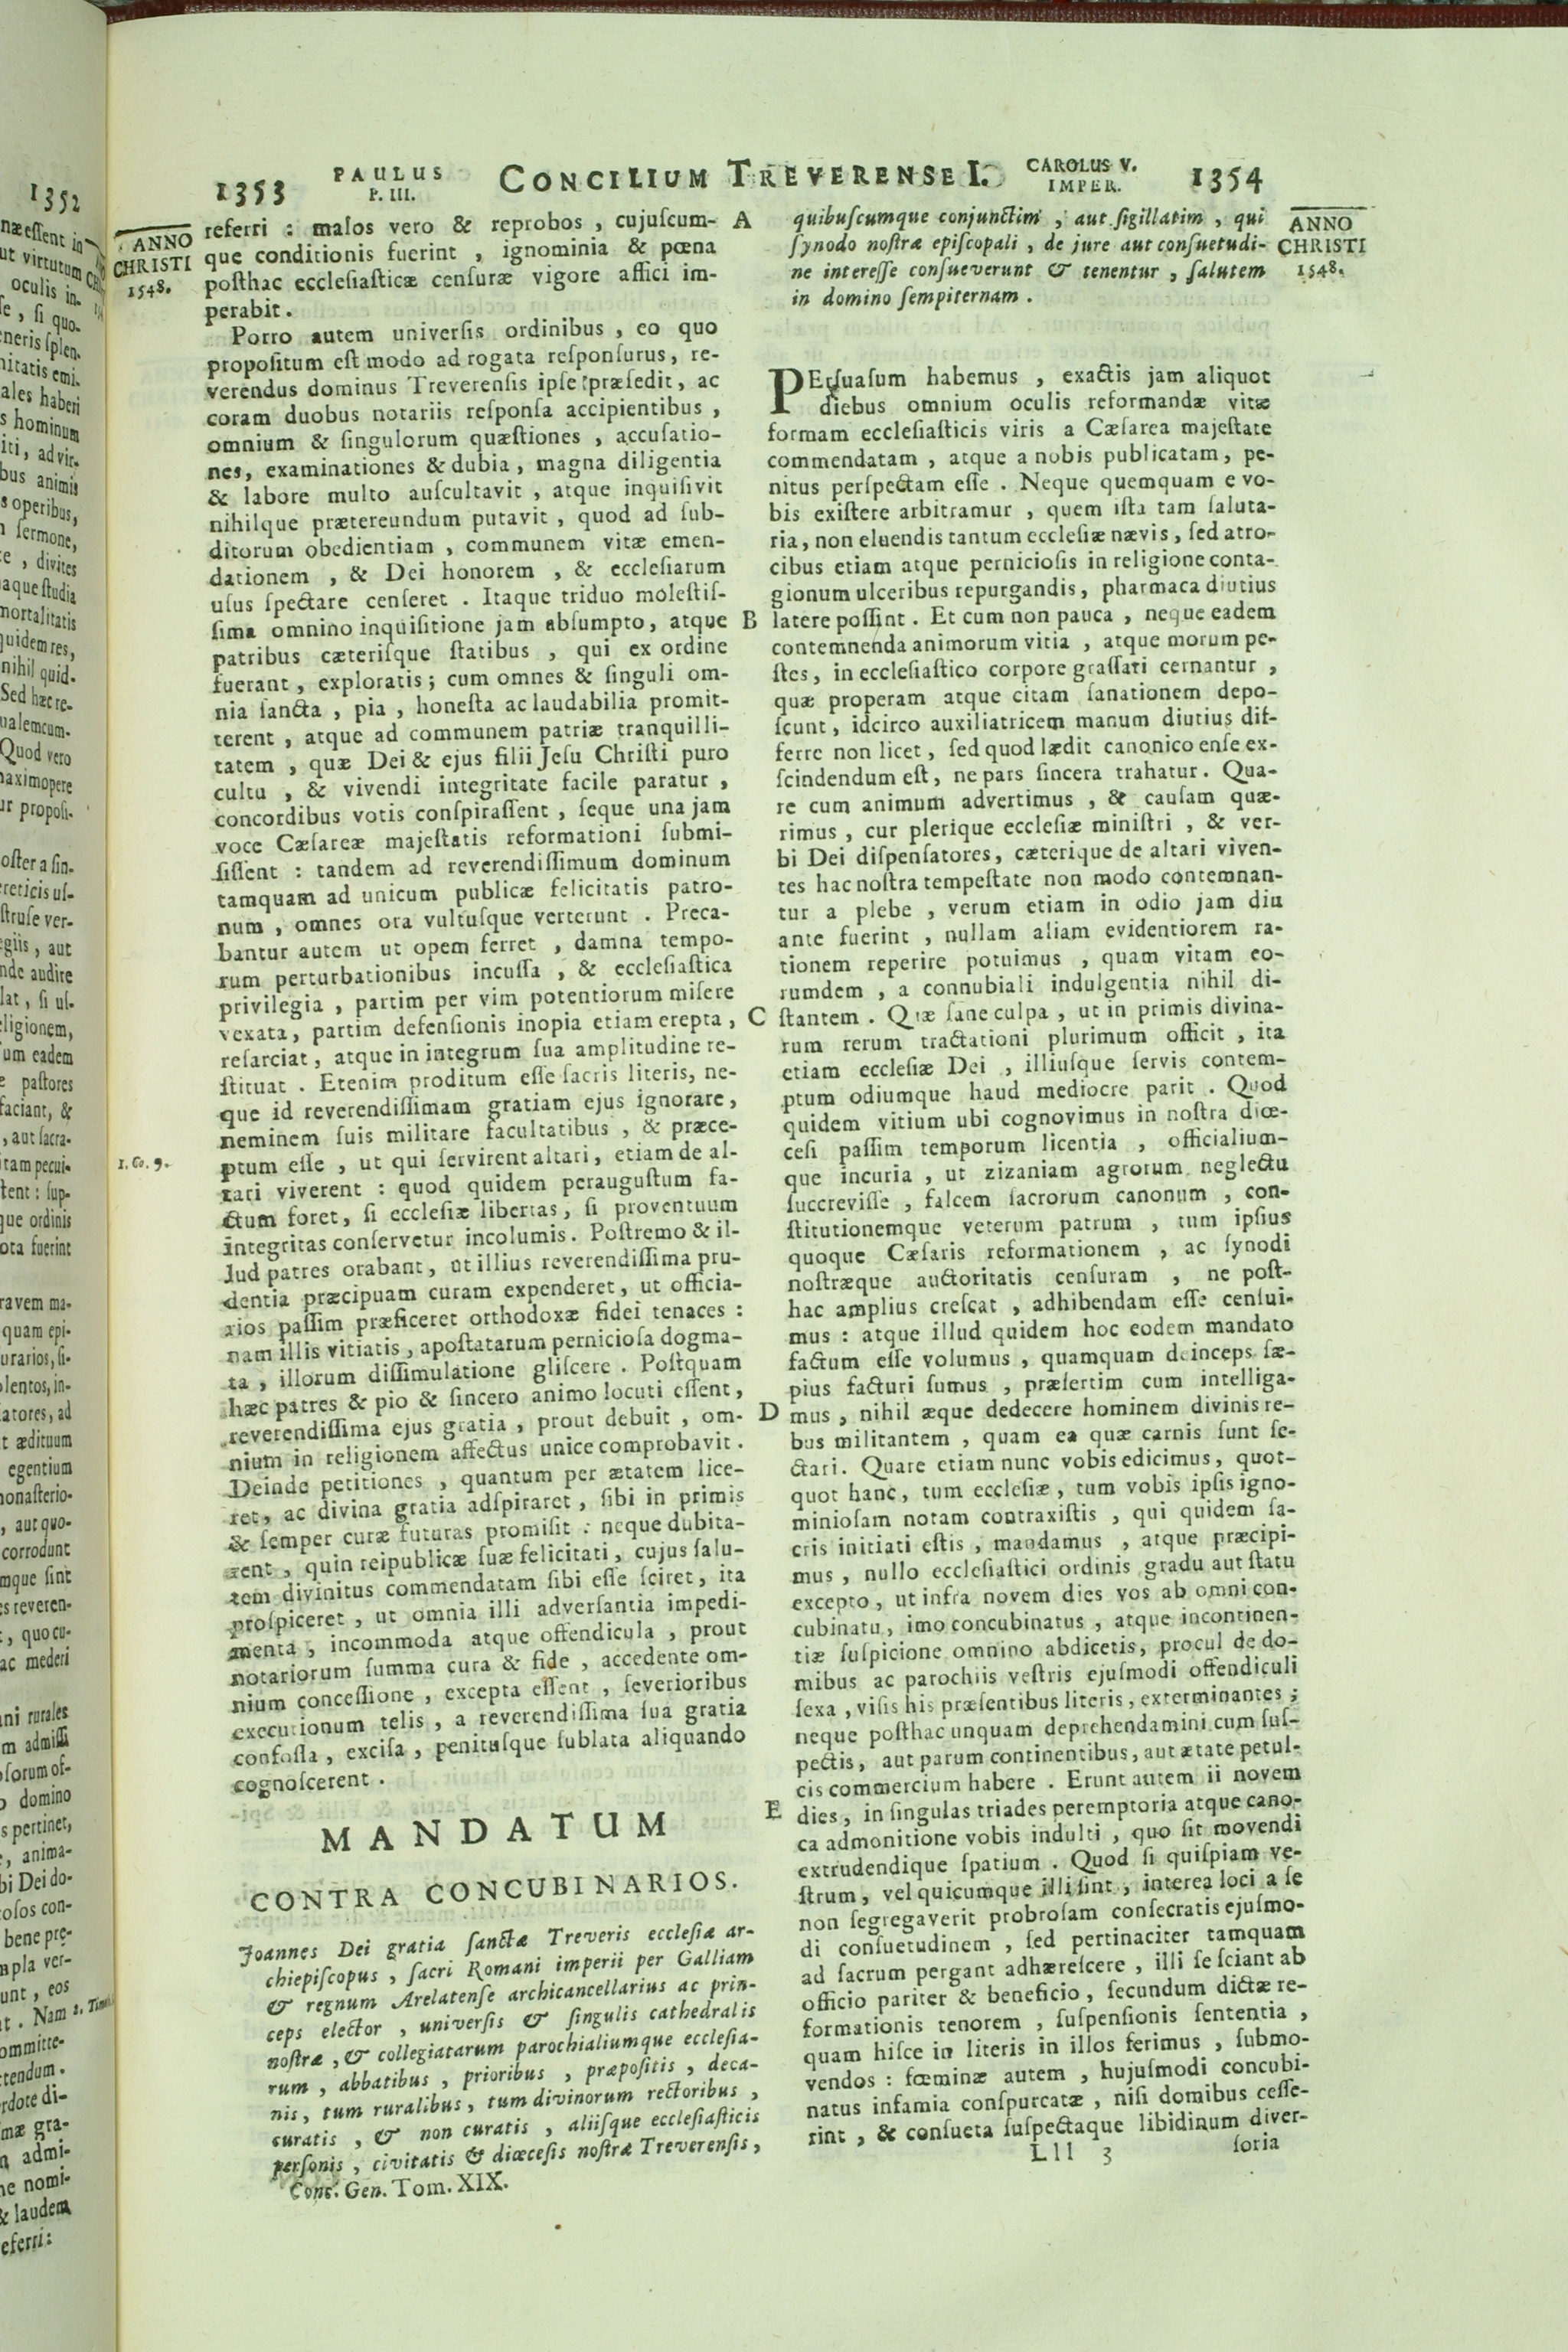 1353
PAULUS
P. III.
CONCILIUM TREVERENSE I.
CAROLUS V.
IMPER.
1354
ANNO
CHRISTI
1548.
referri : malos vero & reprobos , cujuſcum-
que conditionis fuerint , ignominia & pœna
poſthac eccleſiaſticæ cenſuræ vigore affici im-
perabit .
Porro autem univerſis ordinibus , eo quo
propoſitum eſt modo ad rogata reſponſurus , re-
verendus dominus Treverenſis ipſe præſedit , ac
coram duobus notariis reſponſa accipientibus ,
omnium & ſingulorum quæſtiones , accuſatio-
nes, examinationes & dubia , magna diligentia
& labore multo auſcultavit , atque inquiſivit
nihilque prætereundum putavit , quod ad ſub-
ditorum obedientiam , communem vitæ emen-
dationem , & Dei honorem , & eccleſiarum
uſus ſpectare cenſeret . Itaque triduo moleſtiſ-
ſima omnino inquiſitione jam abſumpto, atque
patribus cæteriſque ſtatibus , qui ex ordine
fuerant , exploratis ; cum omnes & ſinguli om-
nia ſancta , pia , honeſta ac laudabilia promit-
terent , atque ad communem patriæ tranquilli-
tatem , quæ Dei & ejus filii Jeſu Chriſti puro
cultu , & vivendi integritate facile paratur ,
concordibus votis conſpiraſſent , ſeque una jam
voce Cæſareæ majeſtatis reformationi ſubmi-
ſiſſent : tandem ad reverendiſſimum dominum
tamquam ad unicum publicæ felicitatis patro-
num , omnes ora vultuſque verterunt . Preca-
bantur autem ut opem ferret , damna tempo-
rum perturbationibus incuſſa , & eccleſiaſtica
privilegia , partim per vim potentiorum miſere
vexata, partim defenſionis inopia etiam erepta ,
reſarciat , atque in integrum ſua amplitudine re-
ſtituat . Etenim proditum eſſe ſacris literis, ne-
que id reverendiſſimam gratiam ejus ignorare ,
neminem ſuis militare facultatibus , & præce-
1. Co. 9.
ptum eſſe , ut qui ſervirent altari , etiam de al-
tari viverent : quod quidem peraugustum fa-
ctum foret, ſi eccleſiæ libertas , ſi proventuum
integritas conſervetur incolumis. Poſtremo & il-
lud patres orabant , ut illius reverendiſſima pru-
dentia præcipuam curam expenderet , ut officia-
rios paſſim præficeret orthodoxæ fidei tenaces :
nam illis vitiatis , apoſtatarum pernicioſa dogma-
ta , illorum diſſimulatione gliſcere . Poſtquam
hæc patres & pio & ſincero animo locuti eſſent ,
reverendiſſima ejus gratia , prout debuit , om-
nium in religionem affectus unice comprobavit .
Deinde petitiones , quantum per ætatem lice-
ret , ac divina gratia adſpiraret , ſibi in primis
& ſemper curæ futuras promiſit : neque dubita-
rent , quin reipublicæ ſuæ felicitati , cujus ſalu-
tem divinitus commendatam ſibi eſſe ſciret , ita
proſpiceret , ut omnia illi adverſantia impedi-
menta , incommoda atque offendicula , prout
notariorum ſumma cura & fide , accedente om-
nium conceſſione , excepta eſſent , ſeverioribus
executionum telis , a reverendiſſima ſua gratia
confoſſa , exciſa , penituſque ſublata aliquando
cognoſcerent .
MANDATUM
CONTRA CONCUBINARIOS.
Joannes Dei gratia ſanctæ Treveris eccleſiæ ar-
chiepiſcopus , ſacri Romani imperii per Galliam
& regnum Arelatenſe archicancellarius ac prin-
ceps elector , univerſis & ſingulis cathedralis
noſtræ , & collegiatarum parochialiumque eccleſia-
rum , abbatibus , prioribus , præpoſitis , deca-
nis , tum ruralibus , tum divinorum rectoribus ,
curatis , & non curatis , aliiſque eccleſiaſticis
perſonis , civitatis & diœceſis noſtræ Treverenſis ,
Conc. Gen. Tom. XIX.
A
B
C
D
E
quibuſcumque conjunctim , aut ſigillatim , qui
ſynodo noſtræ epiſcopali , de jure aut conſuetudi-
ne intereſſe conſueverunt & tenentur , ſalutem
in domino ſempiternam .
ANNO
CHRISTI
1548.
PErſuaſum habemus , exactis jam aliquot
diebus omnium oculis reformandæ vitæ
formam eccleſiaſticis viris a Cæſarea majeſtate
commendatam , atque a nobis publicatam , pe-
nitus perſpectam eſſe . Neque quemquam e vo-
bis exiſtere arbitramur , quem iſta tam ſaluta-
ria, non eluendis tantum eccleſiæ nævis , ſed atro-
cibus etiam atque pernicioſis in religione conta-
gionum ulceribus repurgandis , pharmaca diutius
latere poſſint . Et cum non pauca , neque eadem
contemnenda animorum vitia , atque morum pe-
ſtes , in eccleſiaſtico corpore graſſari cernantur ,
quæ properam atque citam ſanationem depo-
ſcunt , idcirco auxiliatricem manum diutius dif-
ferre non licet , ſed quod lædit canonico enſe ex-
ſcindendum eſt, ne pars ſincera trahatur . Qua-
re cum animum advertimus , & cauſam quæ-
rimus , cur plerique eccleſiæ miniſtri , & ver-
bi Dei diſpenſatores, cæterique de altari viven-
tes hac noſtra tempeſtate non modo contemnan-
tur a plebe , verum etiam in odio jam diu
ante fuerint , nullam aliam evidentiorem ra-
tionem reperire potuimus , quam vitam eo-
rumdem , a connubiali indulgentia nihil di-
ſtantem . Quæ ſane culpa , ut in primis divina-
rum rerum tractationi plurimum officit , ita
etiam eccleſiæ Dei , illiuſque ſervis contem-
ptum odiumque haud mediocre parit . Quod
quidem vitium ubi cognovimus in noſtra diœ-
ceſi paſſim temporum licentia , officialium-
que incuria , ut zizaniam agrorum neglectu
ſuccreviſſe , falcem ſacrorum canonum , con-
ſtitutionemque veterum patrum , tum ipſius
quoque Cæſaris reformationem , ac ſynodi
noſtræque auctoritatis cenſuram , ne poſt-
hac amplius creſcat , adhibendam eſſe cenſui-
mus : atque illud quidem hoc eodem mandato
factum eſſe volumus , quamquam deinceps ſæ-
pius facturi ſumus , præſertim cum intelliga-
mus , nihil æque dedecere hominem divinis re-
bus militantem , quam ea quæ carnis ſunt ſe-
ctari . Quare etiam nunc vobis edicimus , quot-
quot hanc , tum eccleſiæ , tum vobis ipſis igno-
minioſam notam contraxiſtis , qui quidem ſa-
cris initiati eſtis , mandamus , atque præcipi-
mus , nullo eccleſiaſtici ordinis gradu aut ſtatu
excepto , ut infra novem dies vos ab omni con-
cubinatu , imo concubinatus , atque incontinen-
tiæ ſuſpicione omnino abdicetis, procul de do-
mibus ac parochiis veſtris ejuſmodi offendiculi
ſexa , viſis his præſentibus literis , exterminantes ;
neque poſthac unquam deprehendamini cum ſuſ-
pectis , aut parum continentibus, aut ætate petul-
cis commercium habere . Erunt autem ii novem
dies , in ſingulas triades peremptoria atque cano-
ca admonitione vobis indulti , quo ſit movendi
extrudendique ſpatium . Quod ſi quiſpiam ve-
ſtrum , vel quicumque illi ſint , interea loci a ſe
non ſegregaverit probroſam conſecratis ejuſmo-
di conſuetudinem , ſed pertinaciter tamquam
ad ſacrum pergant adhæreſcere , illi ſe ſciant ab
officio pariter & beneficio , ſecundum dictæ re-
formationis tenorem , ſuſpenſionis ſententia ,
quam hiſce in literis in illos ferimus , ſubmo-
vendos : fœminæ autem , hujuſmodi concubi-
natus infamia conſpurcatæ , niſi domibus ceſſe-
rint , & conſueta ſuſpectaque libidinum diver-
Lll 3
ſoria